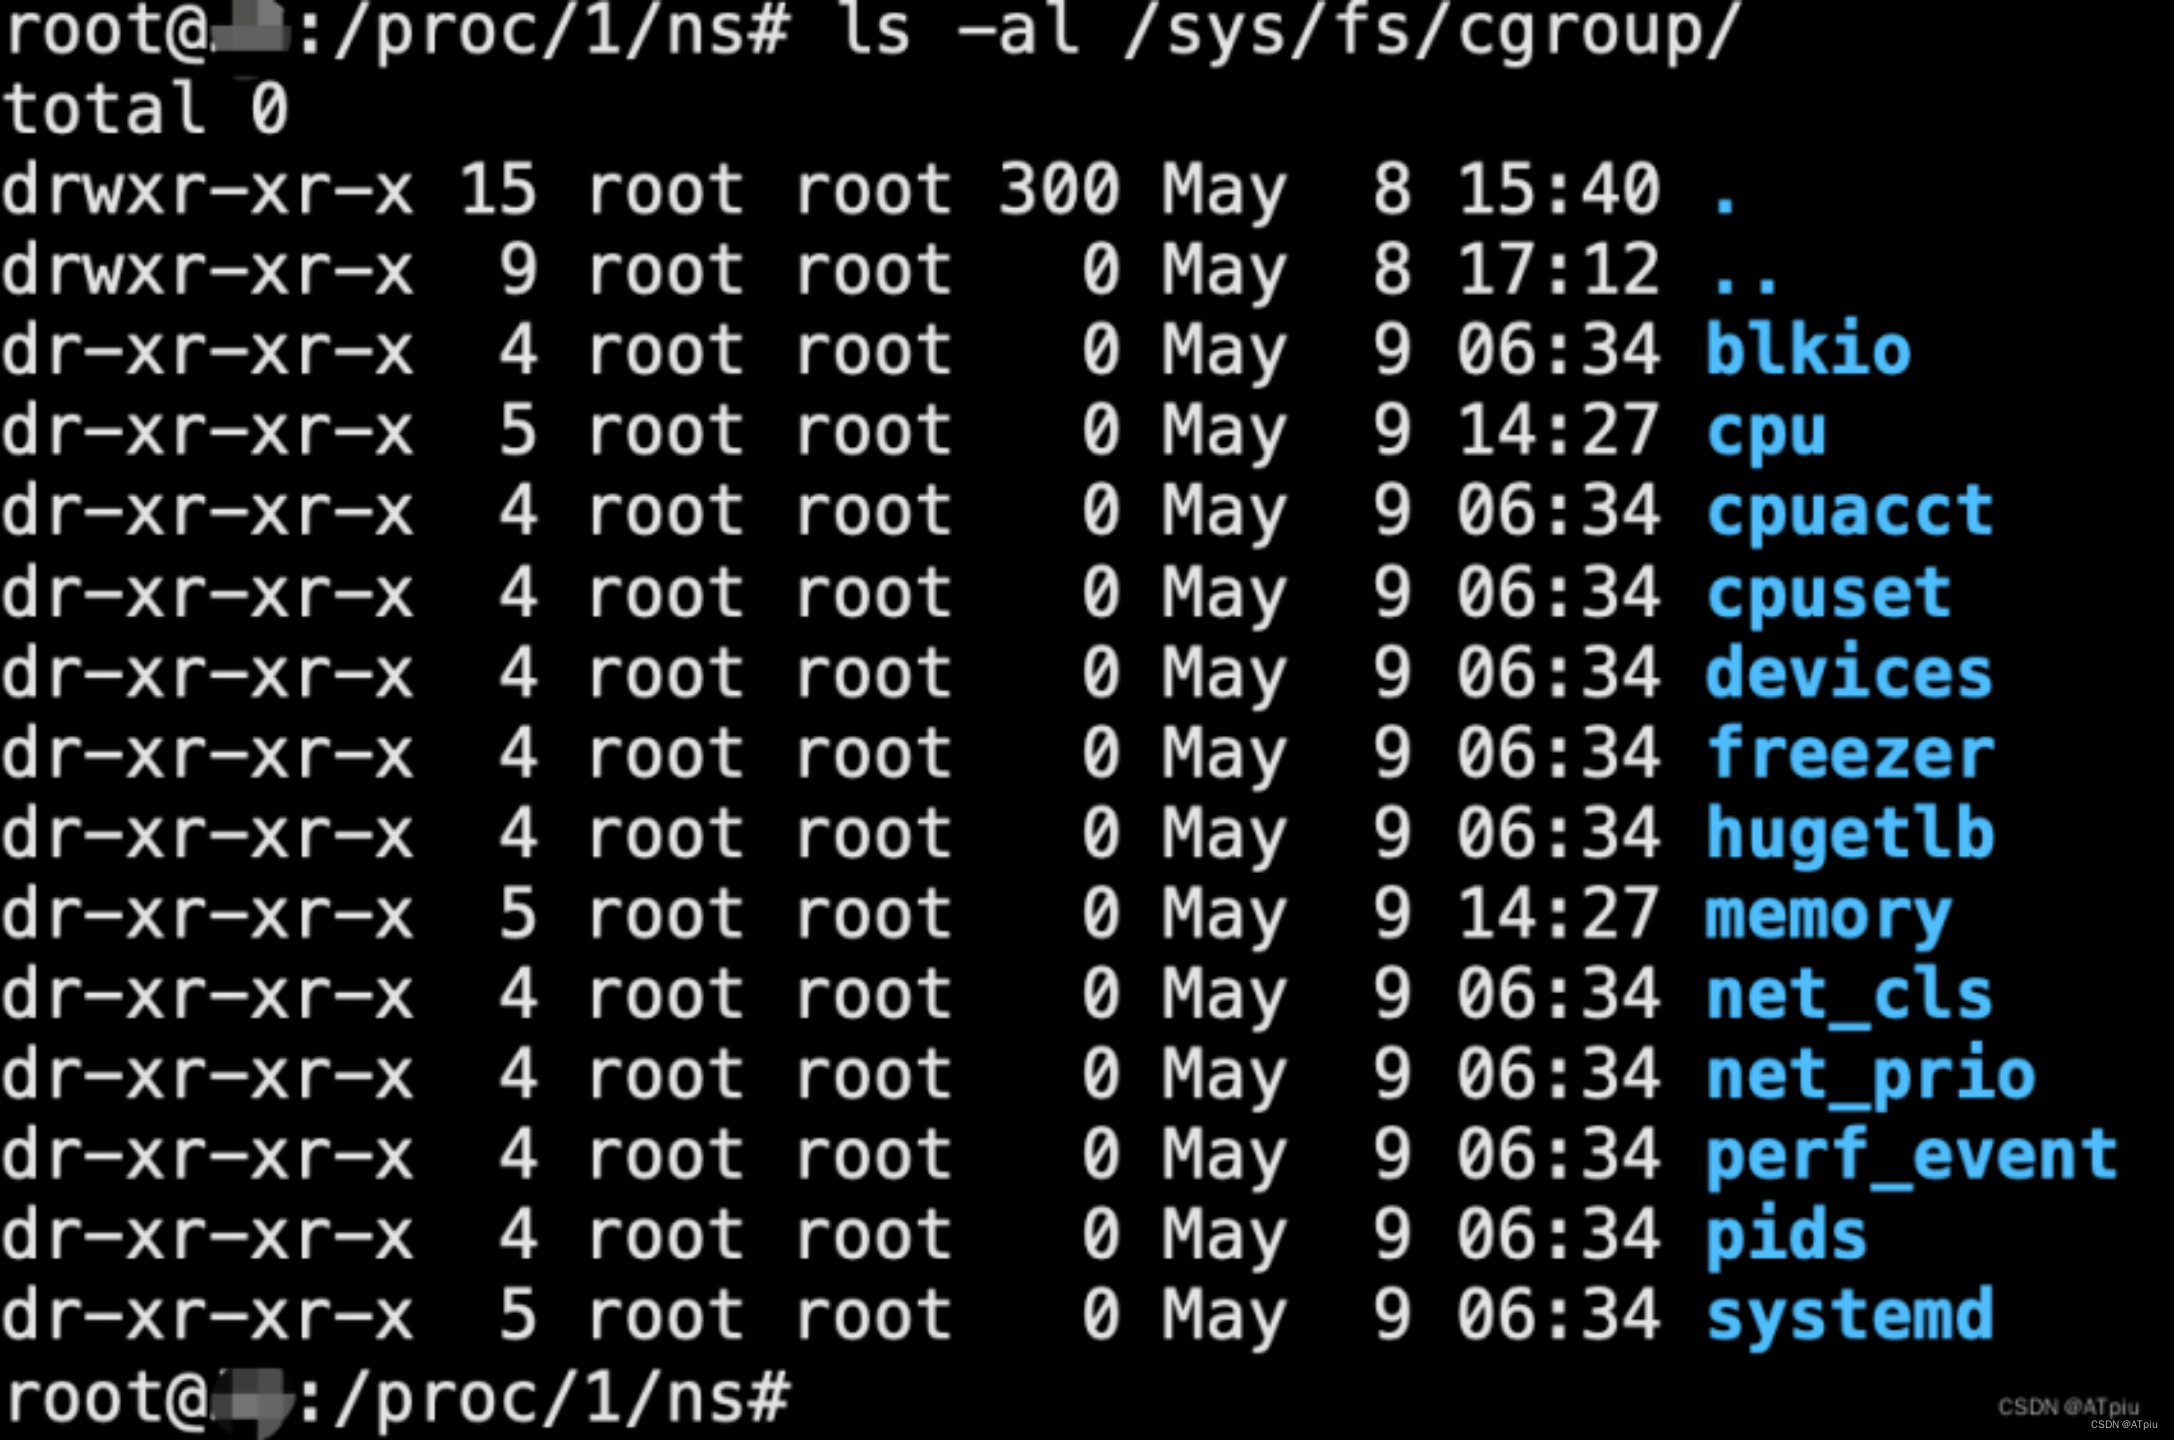 root@:/proc/1/ns# ls -al /sys/fs/cgroup/
total 0
drwxr-xr-x 15 root root 300 May  8 15:40 .
drwxr-xr-x  9 root root   0 May  8 17:12 ..
dr-xr-xr-x  4 root root   0 May  9 06:34 blkio
dr-xr-xr-x  5 root root   0 May  9 14:27 cpu
dr-xr-xr-x  4 root root   0 May  9 06:34 cpuacct
dr-xr-xr-x  4 root root   0 May  9 06:34 cpuset
dr-xr-xr-x  4 root root   0 May  9 06:34 devices
dr-xr-xr-x  4 root root   0 May  9 06:34 freezer
dr-xr-xr-x  4 root root   0 May  9 06:34 hugetlb
dr-xr-xr-x  5 root root   0 May  9 14:27 memory
dr-xr-xr-x  4 root root   0 May  9 06:34 net_cls
dr-xr-xr-x  4 root root   0 May  9 06:34 net_prio
dr-xr-xr-x  4 root root   0 May  9 06:34 perf_event
dr-xr-xr-x  4 root root   0 May  9 06:34 pids
dr-xr-xr-x  5 root root   0 May  9 06:34 systemd
root@:/proc/1/ns#
CSDN @ATpiu
CSDN @ATpiu